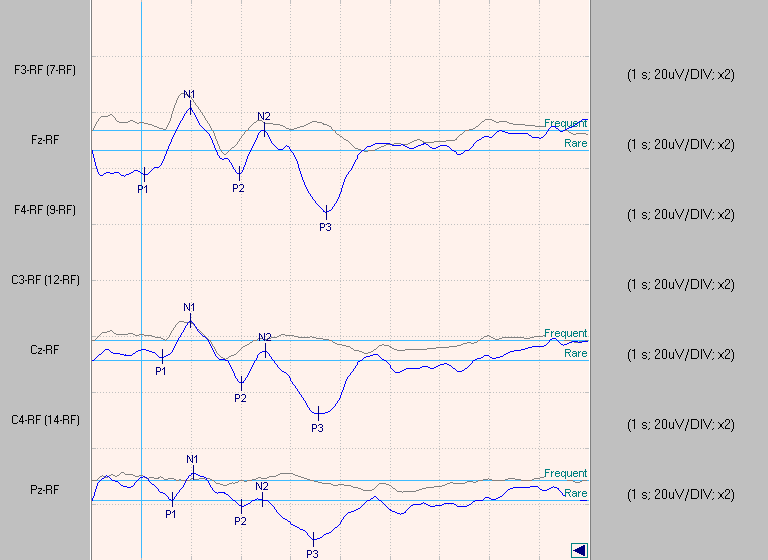 F3-RF (7-RF)
(1 s; 20uV/DIV; x2)
N1
N2
Frequent
Fz-RF
Rare
(1 s; 20uV/DIV; x2)
P1
P2
F4-RF (9-RF)
(1 s; 20uV/DIV; x2)
P3
C3-RF (12-RF)
(1 s; 20uV/DIV; x2)
N1
N2
Frequent
Cz-RF
Rare
(1 s; 20uV/DIV; x2)
P1
P2
C4-RF (14-RF)
(1 s; 20uV/DIV; x2)
P3
N1
Frequent
N2
Pz-RF
Rare
(1 s; 20uV/DIV; x2)
P1
P2
P3